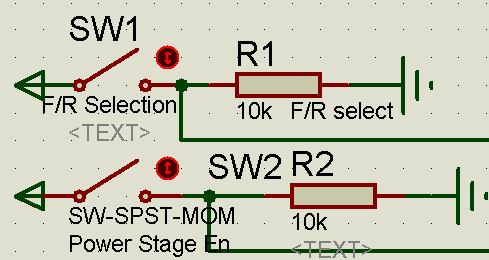 SW1
R1
F/R Selection
10k
F/R select
<TEXT>
SW2
R2
SW-SPST-MOM
10k
Power Stage En
<TEXT>